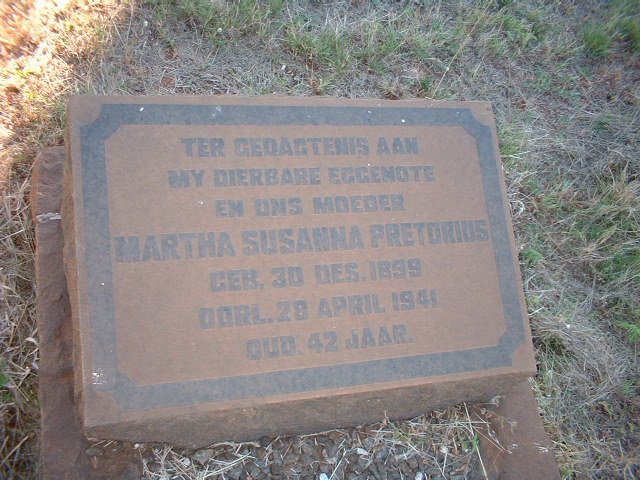 TER GEDAGTENIS AAN
MY DIERBARE EGGENOTE
EN ONS MOEDER
MARTHA SUSANNA PRETORIUS
GEB. 30 DES. 1899
OORL. 28 APRIL 1941
OUD. 42 JAAR.